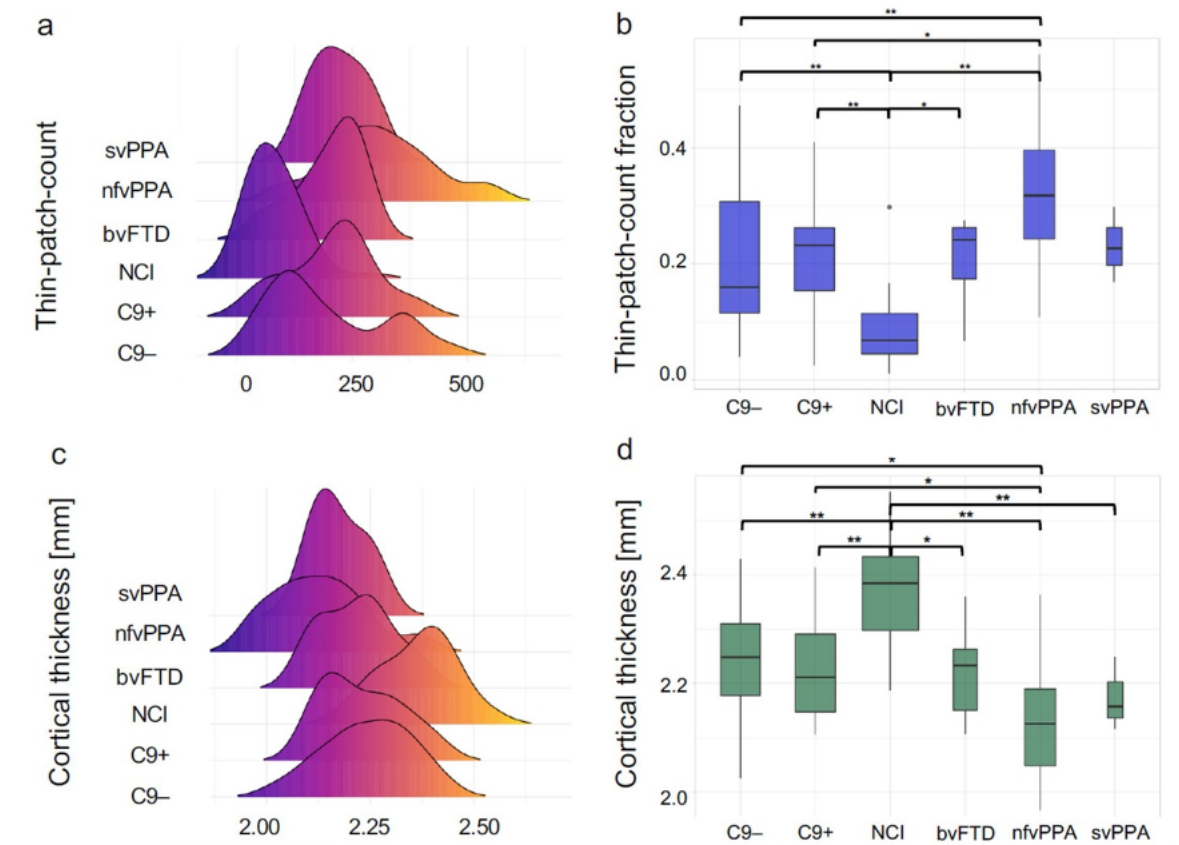 a
Thin-patch-count
svPPA
nfvPPA
bvFTD
NCI
C9+
C9–
0 250 500
b
Thin-patch-count fraction
**
*
** **
** *
0.4
0.2
0.0
C9– C9+ NCI bvFTD nfvPPA svPPA
c
Cortical thickness [mm]
svPPA
nfvPPA
bvFTD
NCI
C9+
C9–
2.00 2.25 2.50
d
Cortical thickness [mm]
*
*
**
** **
** *
2.4
2.2
2.0
C9– C9+ NCI bvFTD nfvPPA svPPA